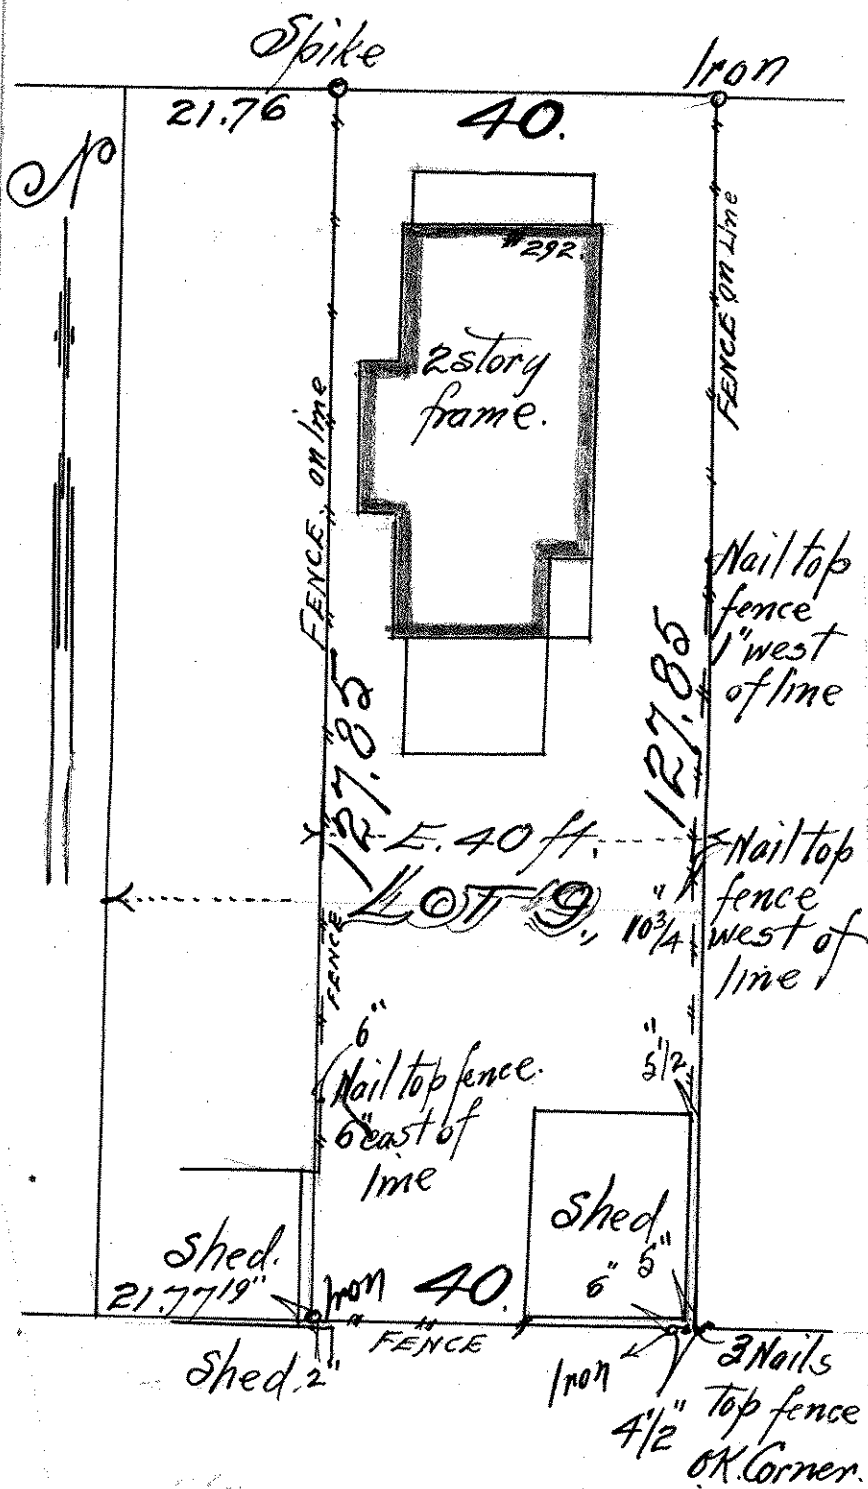 Spike
Iron
21.76
40.
N
#292.
2 story
frame.
FENCE on line
FENCE on line
Nail top
fence
1" west
of line
127.85
127.85
E. 40 ft.
LOT 9.
Nail top
fence
10 3/4" west of
line
FENCE
6"
Nail top fence.
6" east of
line
5 1/2"
Shed
Shed.
19"
21.77
Iron
40.
6"
5"
FENCE
Shed. 2"
Iron
4 1/2"
3 Nails
Top fence
OK. Corner.